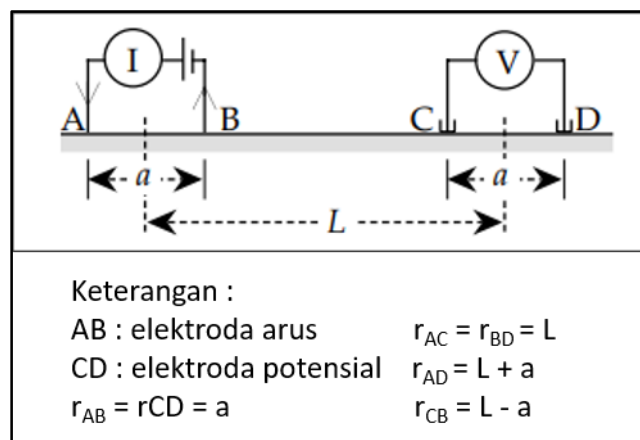 I V
A B C D
a a
L
Keterangan :
AB : elektroda arus r_AC = r_BD = L
CD : elektroda potensial r_AD = L + a
r_AB = rCD = a r_CB = L - a